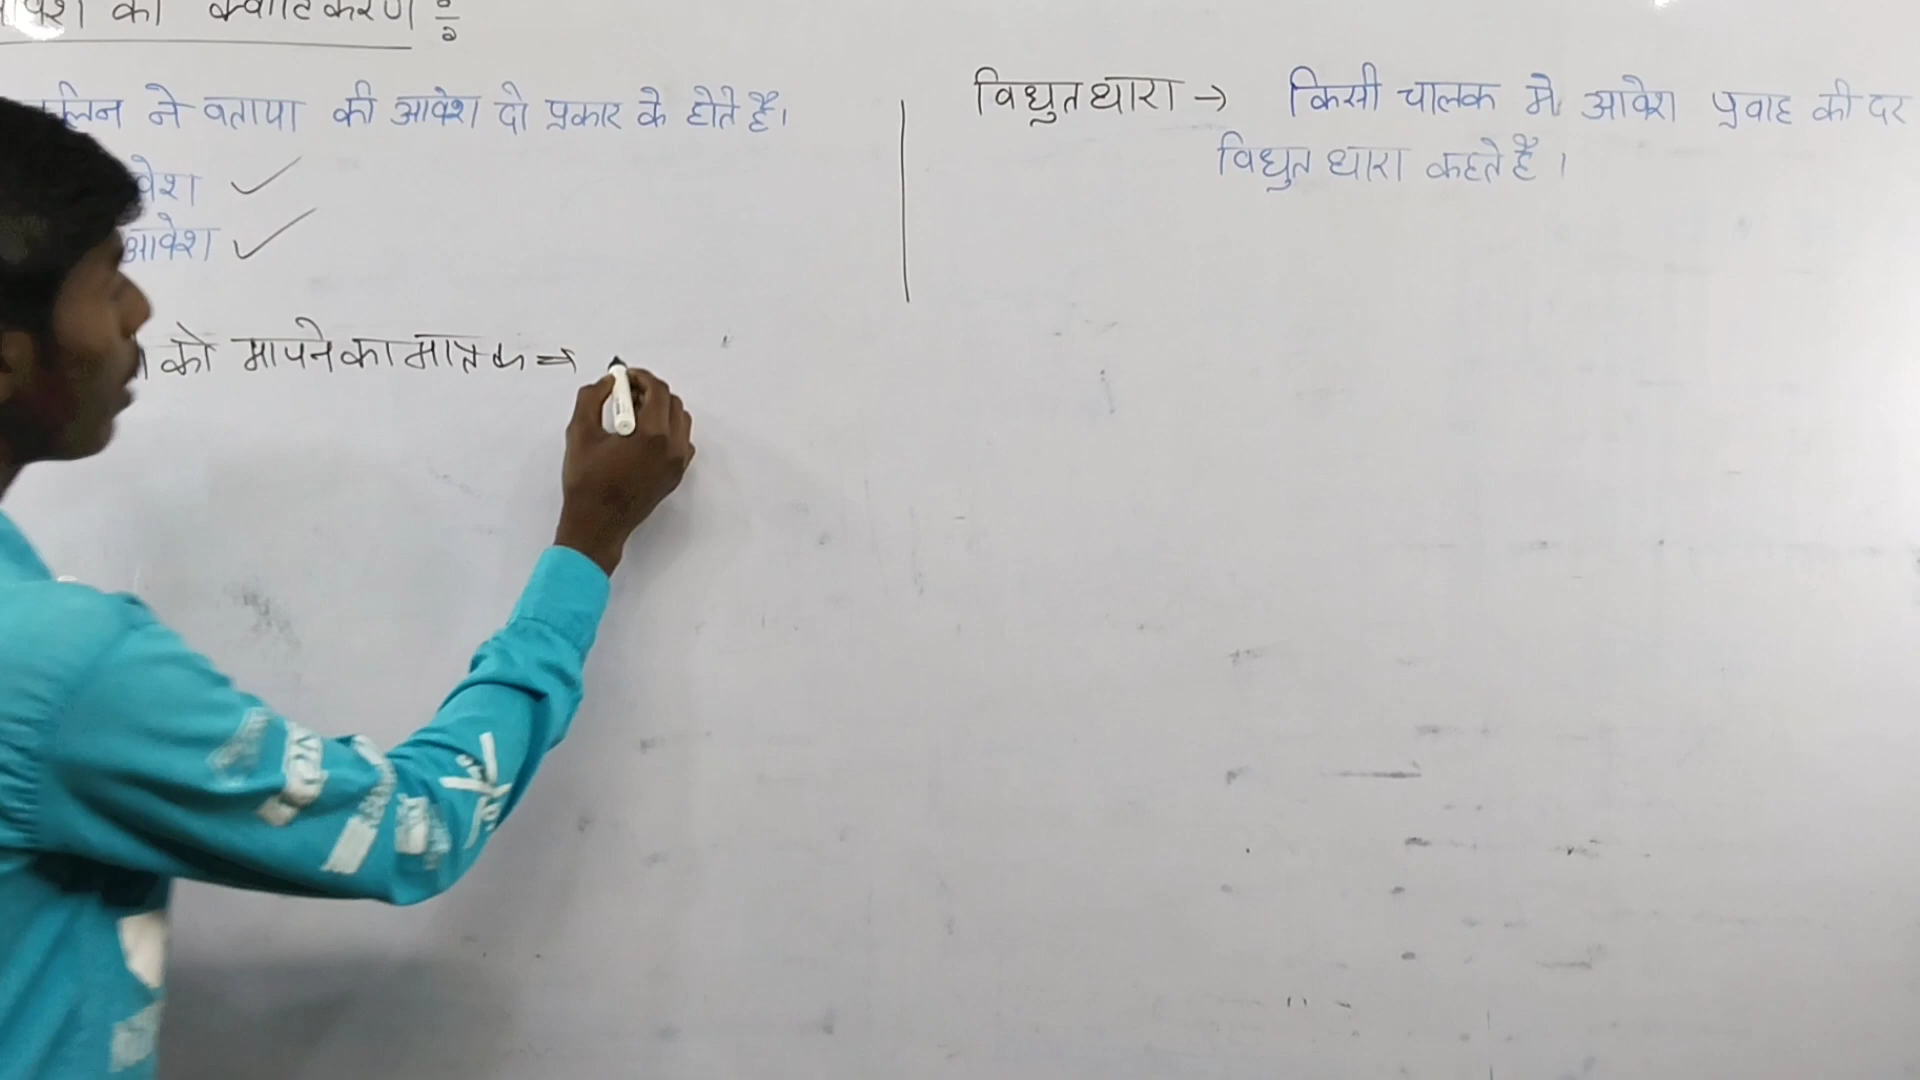 का क्वांटिकरण
ने बताया की आवेश दो प्रकार के होते है।
वेश ✓
आवेश ✓
को मापने का मात्रक ⇒
विधुत धारा → किसी चालक मे आवेश प्रवाह की दर
विधुत धारा कहते है।